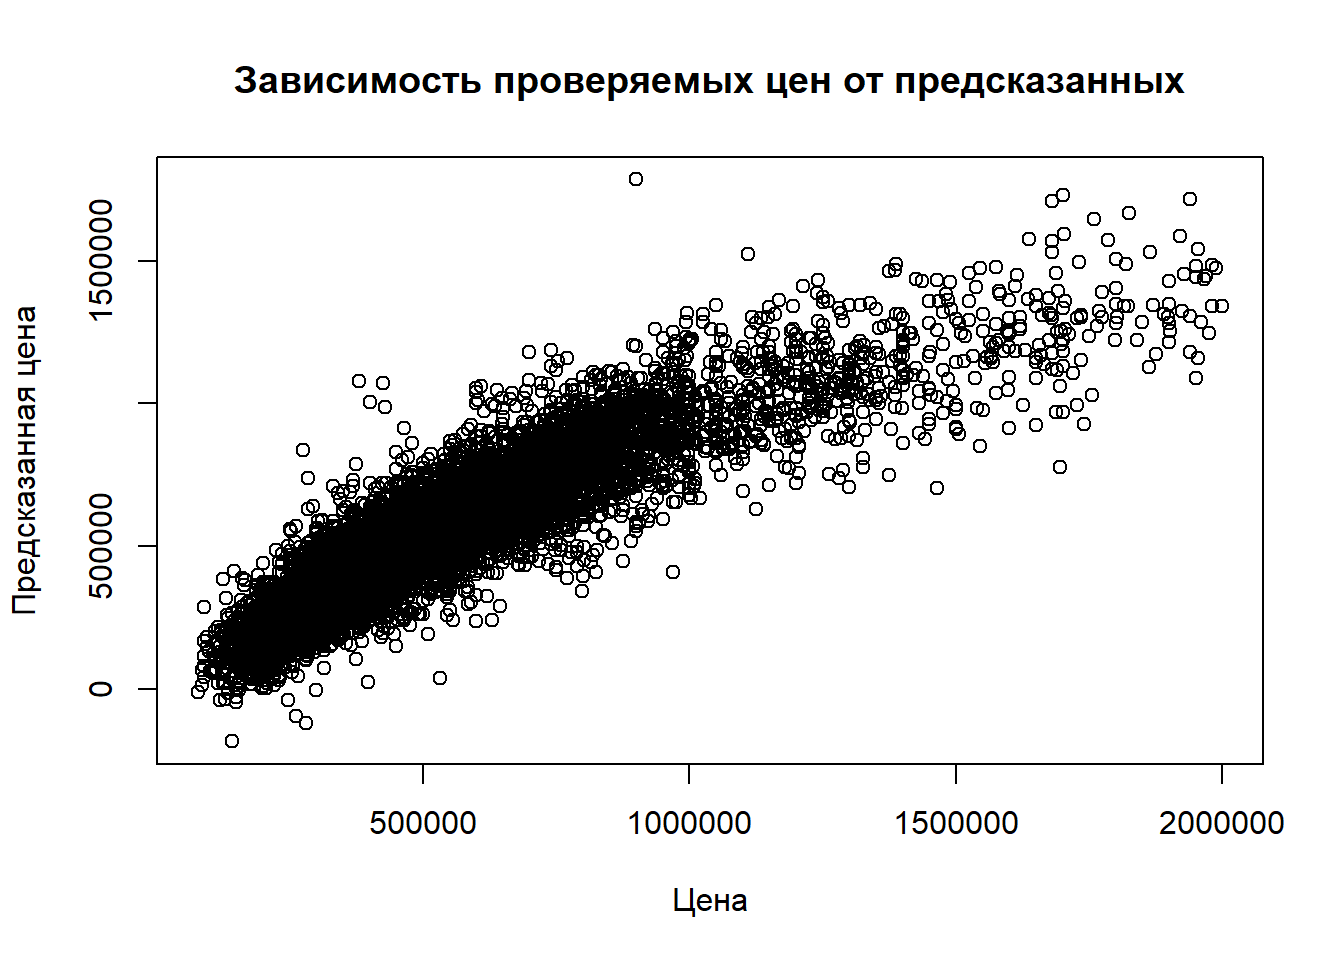 Зависимость проверяемых цен от предсказанных
Предсказанная цена
1500000
500000
0
500000
1000000
1500000
2000000
Цена